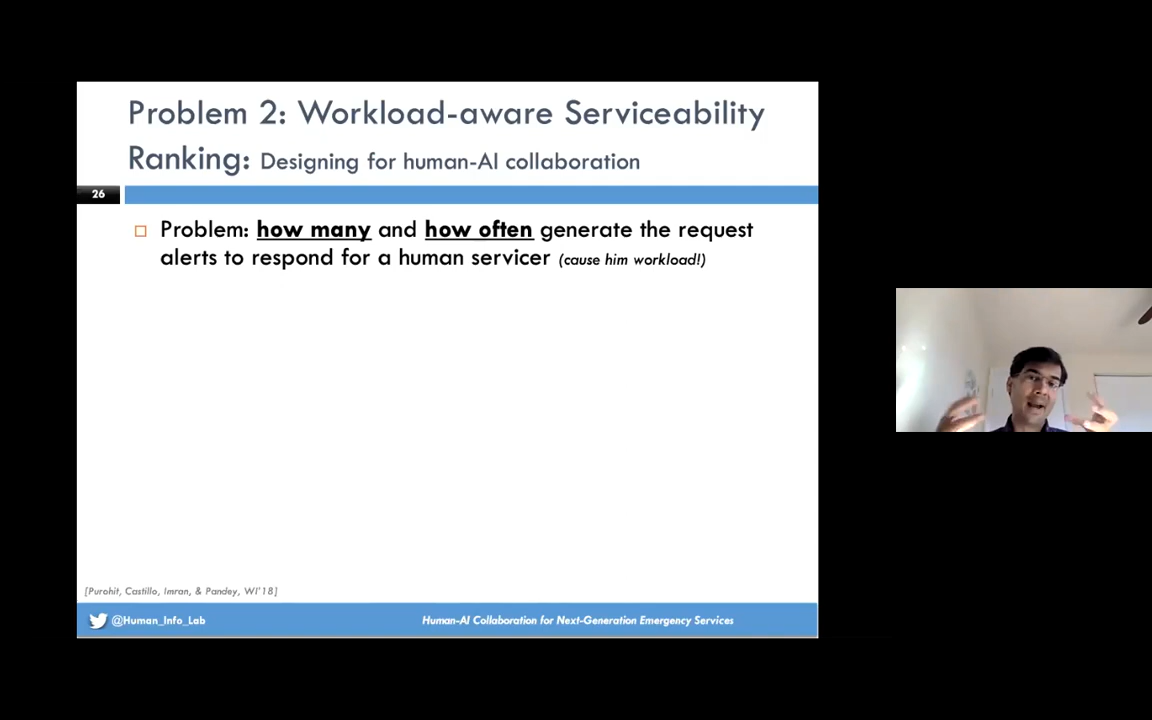 Problem 2: Workload-aware Serviceability
Ranking: Designing for human-AI collaboration
26
Problem: how many and how often generate the request
alerts to respond for a human servicer (cause him workload!)
[Purohit, Castillo, Imran, & Pandey, WI'18]
@Human_Info_Lab
Human-AI Collaboration for Next-Generation Emergency Services